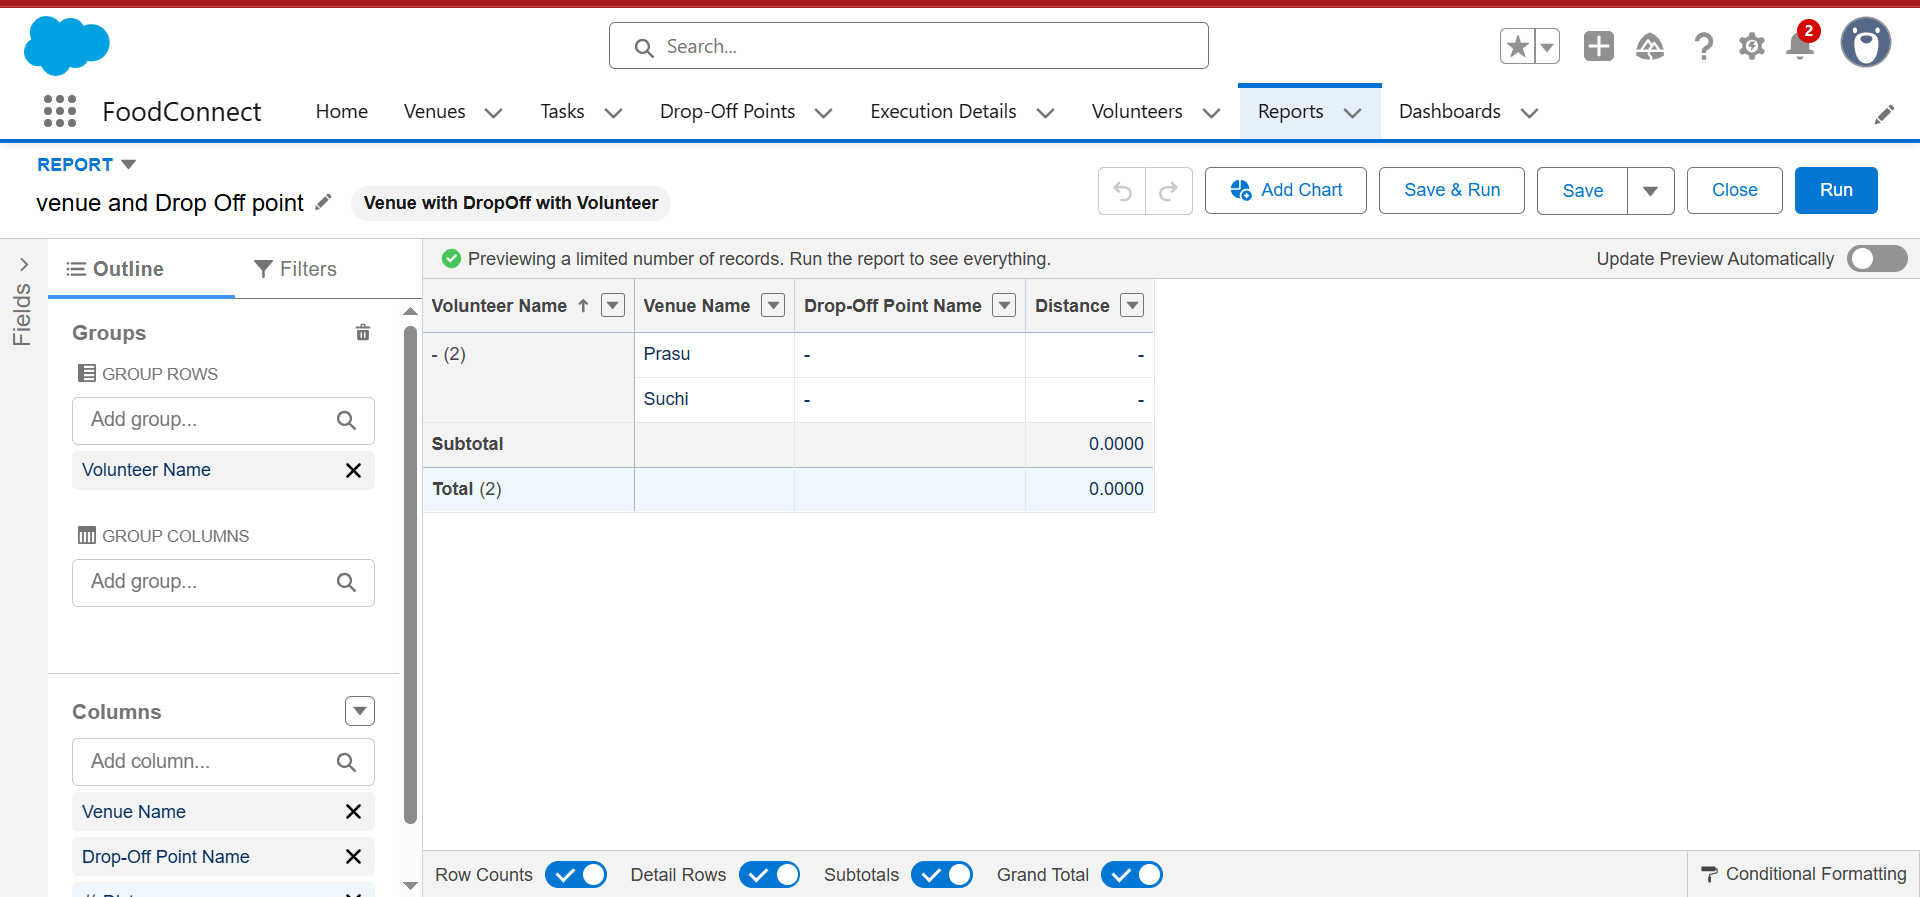 Search...
2
FoodConnect
Home
Venues
Tasks
Drop-Off Points
Execution Details
Volunteers
Reports
Dashboards
REPORT
venue and Drop Off point
Venue with DropOff with Volunteer
Add Chart
Save & Run
Save
Close
Run
Fields
Outline
Filters
Previewing a limited number of records. Run the report to see everything.
Update Preview Automatically
Groups
GROUP ROWS
Add group...
Volunteer Name
GROUP COLUMNS
Add group...
Columns
Add column...
Venue Name
Drop-Off Point Name
Volunteer Name Venue Name Drop-Off Point Name Distance
- (2) Prasu - -
Suchi - -
Subtotal 0.0000
Total (2) 0.0000
Row Counts
Detail Rows
Subtotals
Grand Total
Conditional Formatting